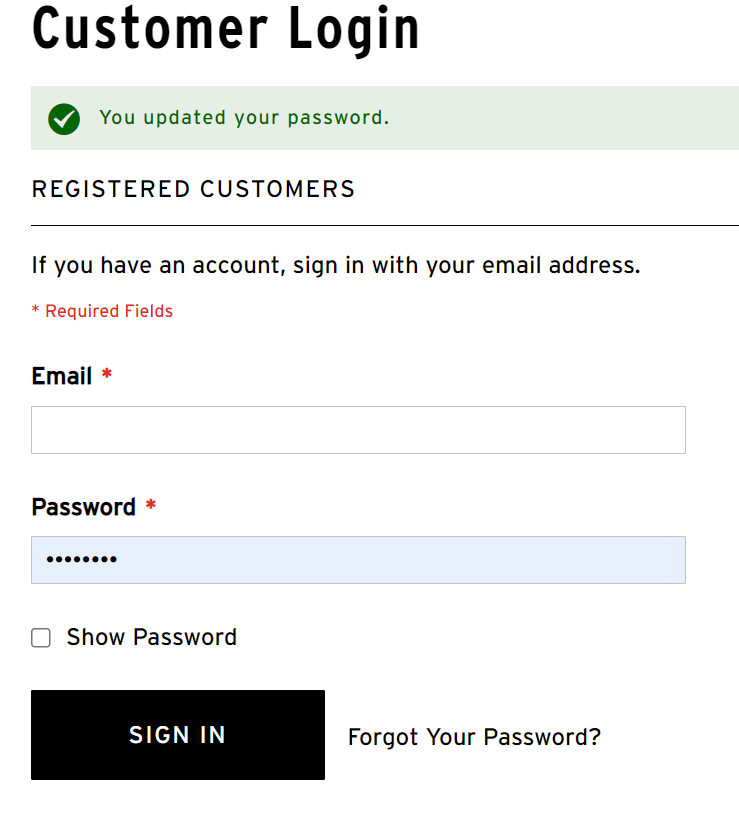 Customer Login
You updated your password.
REGISTERED CUSTOMERS
If you have an account, sign in with your email address.
* Required Fields
Email *
Password *
••••••••
Show Password
SIGN IN
Forgot Your Password?